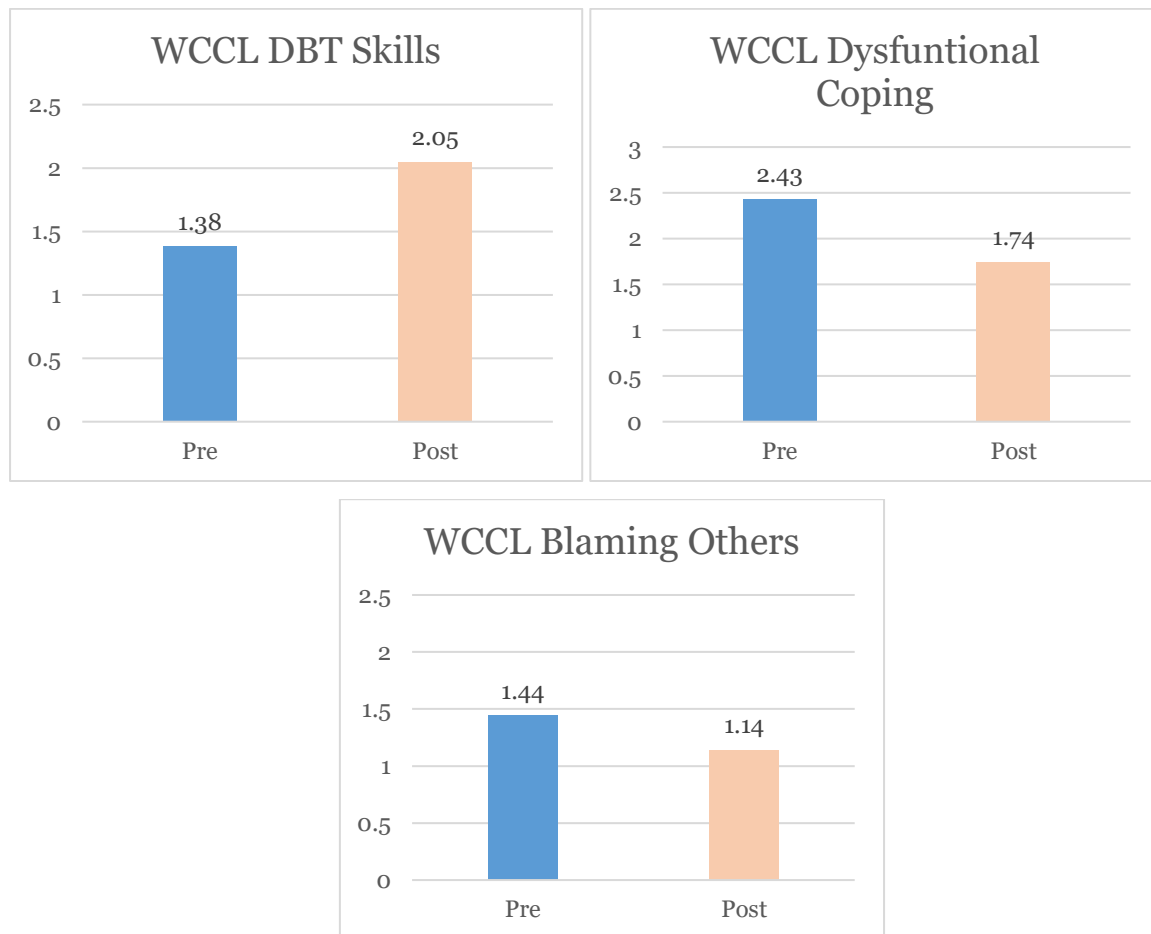 WCCL DBT Skills
2.5
2
1.5
1
0.5
0
1.38
2.05
Pre
Post
WCCL Dysfuntional
Coping
3
2.5
2
1.5
1
0.5
0
2.43
1.74
Pre
Post
WCCL Blaming Others
2.5
2
1.5
1
0.5
0
1.44
1.14
Pre
Post